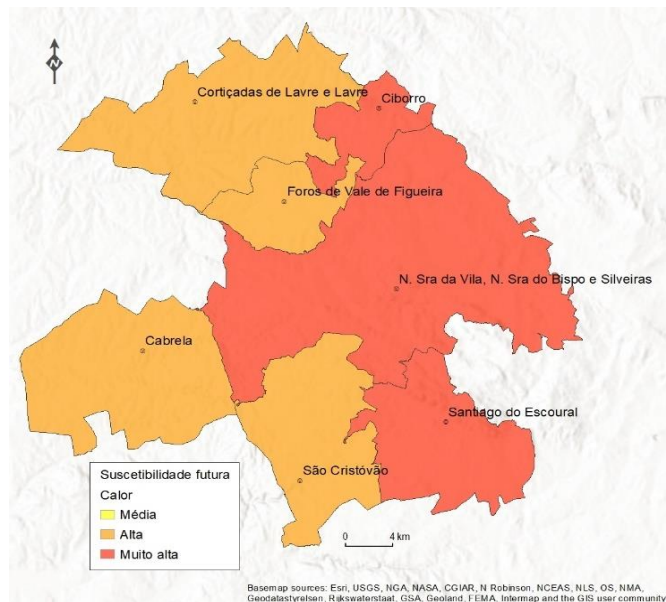 N
Cortiçadas de Lavre e Lavre
Ciborro
Foros de Vale de Figueira
N. Sra da Vila, N. Sra do Bispo e Silveiras
Cabrela
Santiago do Escoural
São Cristóvão
Suscetibilidade futura
Calor
Média
Alta
Muito alta
0 4 km
Basemap sources: Esri, USGS, NGA, NASA, CGIAR, N Robinson, NCEAS, NLS, OS, NMA,
Geodatastyrelsen, Rijkswaterstaat, GSA, Geoland, FEMA, Intermap and the GIS user community